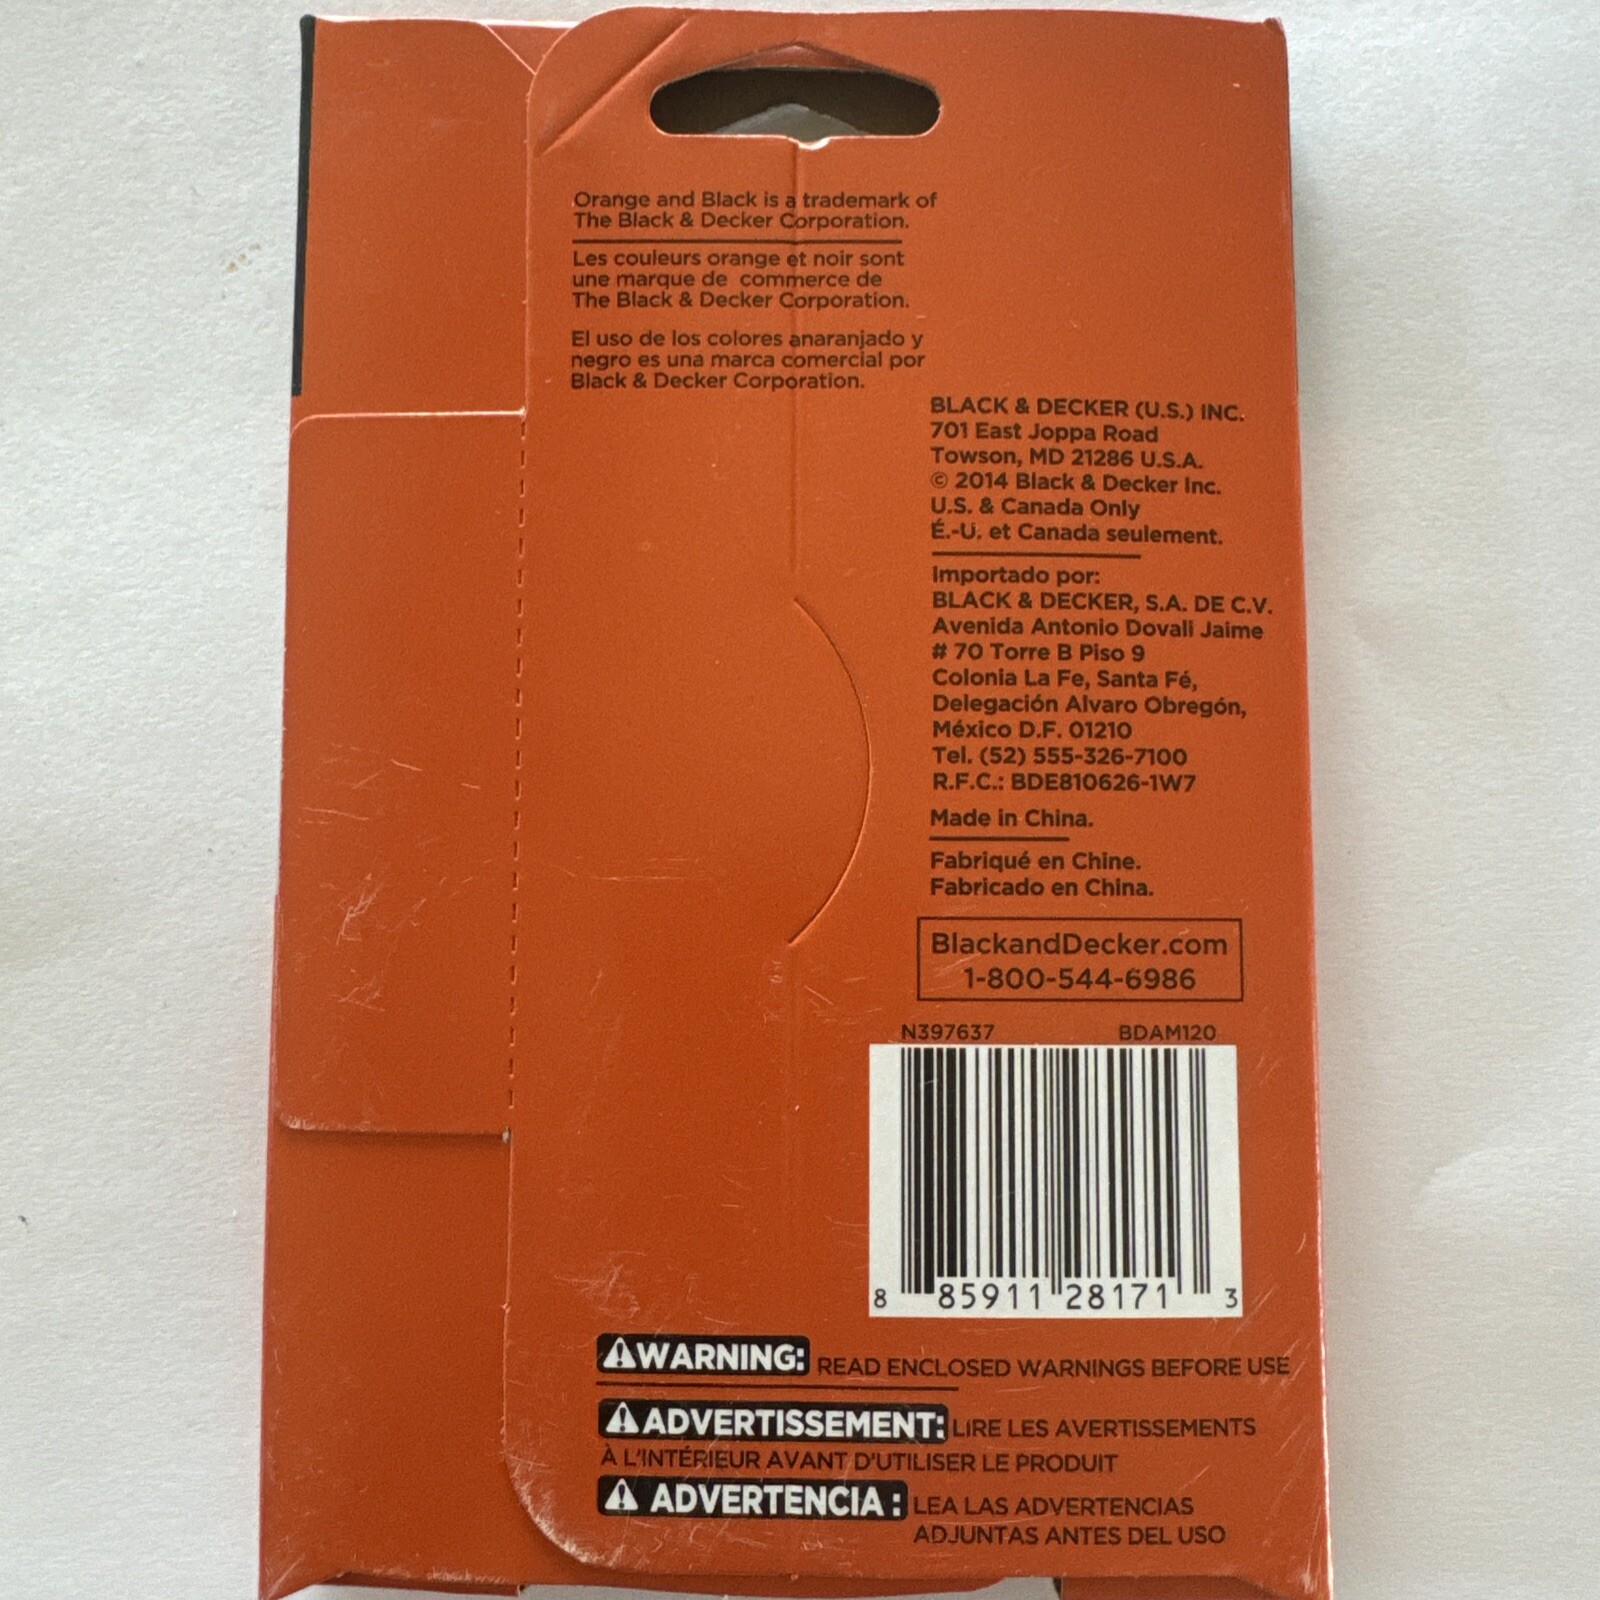 Orange and Black is a trademark of
The Black & Decker Corporation.
Les couleurs orange et noir sont
une marque de commerce de
The Black & Decker Corporation.
El uso de los colores anaranjado y
negro es una marca comercial por
Black & Decker Corporation.
BLACK & DECKER (U.S.) INC.
701 East Joppa Road
Towson, MD 21286 U.S.A.
© 2014 Black & Decker Inc.
U.S. & Canada Only
É.-U. et Canada seulement.
Importado por:
BLACK & DECKER, S.A. DE C.V.
Avenida Antonio Dovali Jaime
# 70 Torre B Piso 9
Colonia La Fe, Santa Fé,
Delegación Alvaro Obregón,
México D.F. 01210
Tel. (52) 555-326-7100
R.F.C.: BDE810626-1W7
Made in China.
Fabriqué en Chine.
Fabricado en China.
BlackandDecker.com
1-800-544-6986
N397637 BDAM120
8 85911 28171 3
⚠WARNING: READ ENCLOSED WARNINGS BEFORE USE
⚠ADVERTISSEMENT: LIRE LES AVERTISSEMENTS
À L'INTÉRIEUR AVANT D'UTILISER LE PRODUIT
⚠ ADVERTENCIA : LEA LAS ADVERTENCIAS
ADJUNTAS ANTES DEL USO